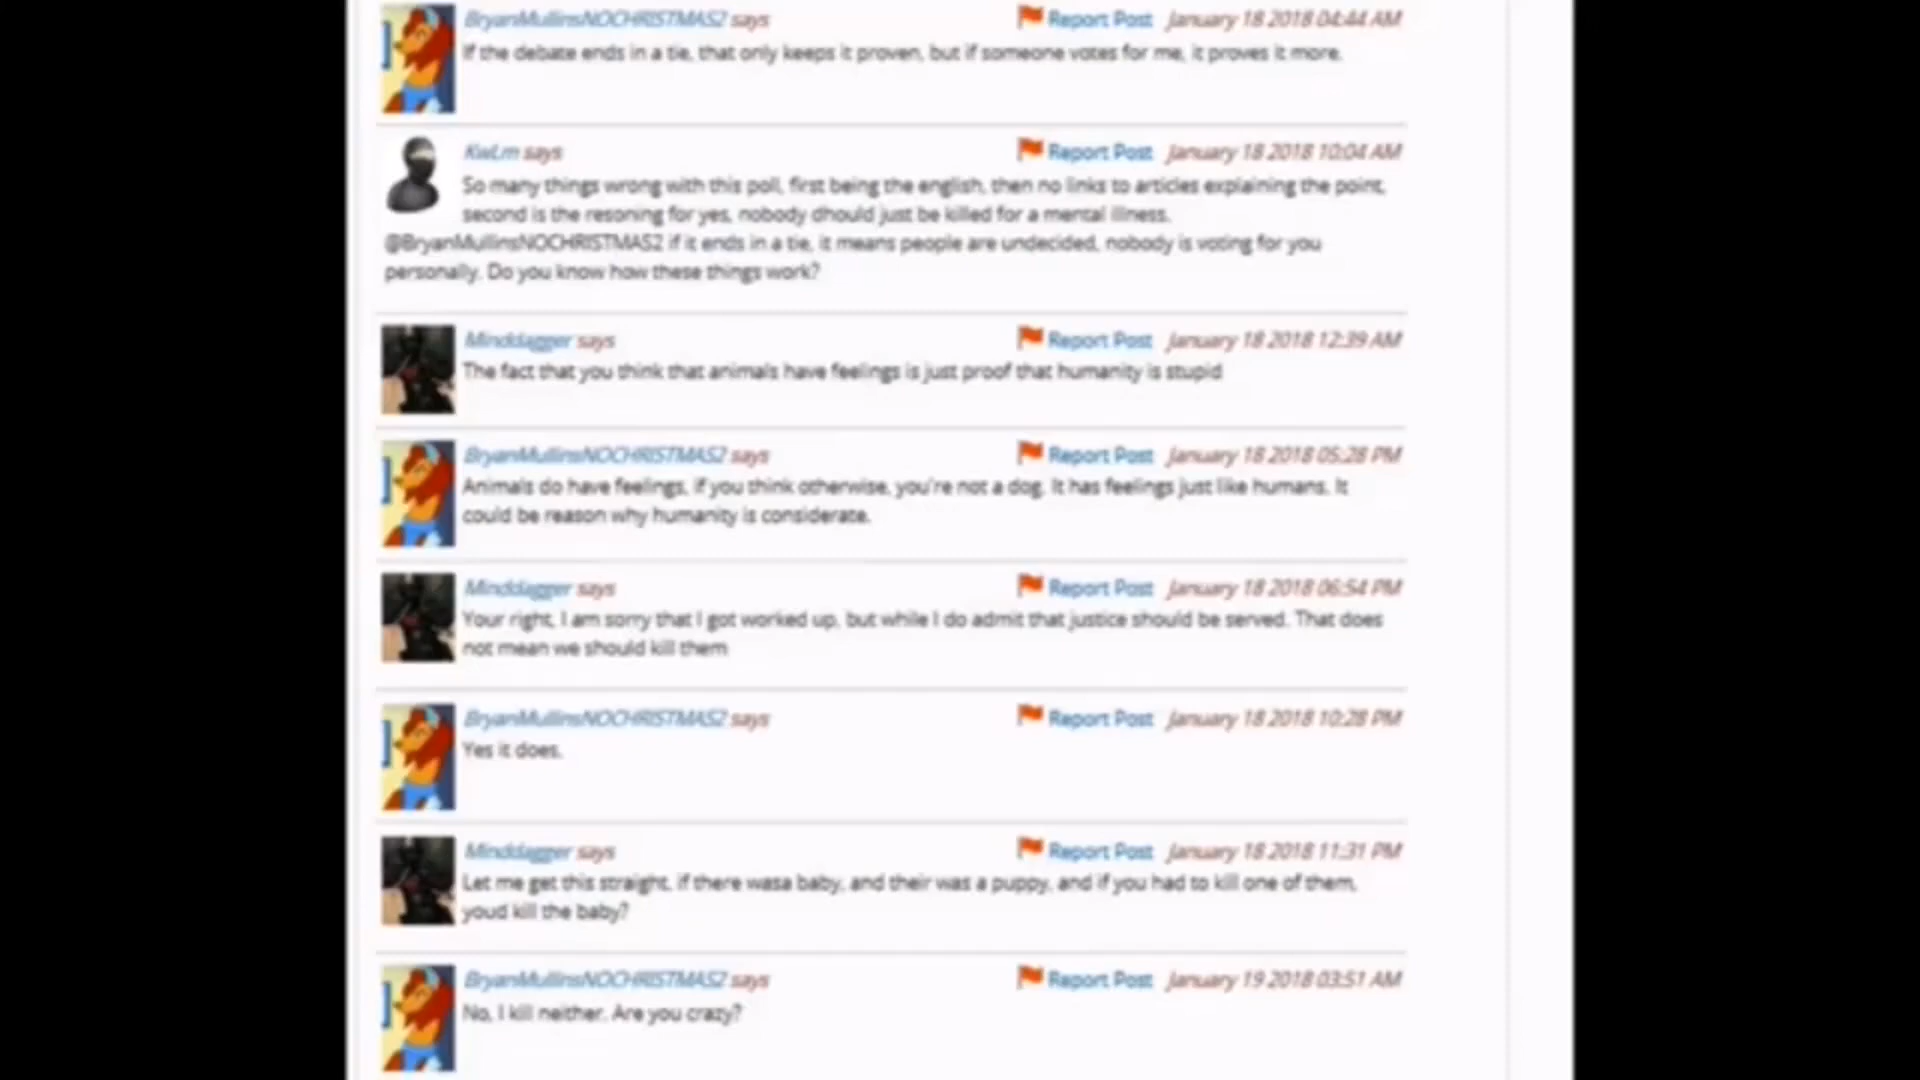 BryanMullinsNOCHRISTMAS2 says Report Post January 18 2018 04:44 AM
If the debate ends in a tie, that only keeps it proven, but if someone votes for me, it proves it more.
KwLm says Report Post January 18 2018 10:04 AM
So many things wrong with this poll, first being the english, then no links to articles explaining the point,
second is the resoning for yes, nobody dhould just be killed for a mental illness.
@BryanMullinsNOCHRISTMAS2 if it ends in a tie, it means people are undecided, nobody is voting for you
personally. Do you know how these things work?
Minddagger says Report Post January 18 2018 12:39 AM
The fact that you think that animals have feelings is just proof that humanity is stupid
BryanMullinsNOCHRISTMAS2 says Report Post January 18 2018 05:28 PM
Animals do have feelings, if you think otherwise, you're not a dog. It has feelings just like humans. It
could be reason why humanity is considerate.
Minddagger says Report Post January 18 2018 06:54 PM
Your right, I am sorry that I got worked up, but while I do admit that justice should be served. That does
not mean we should kill them
BryanMullinsNOCHRISTMAS2 says Report Post January 18 2018 10:28 PM
Yes it does.
Minddagger says Report Post January 18 2018 11:31 PM
Let me get this straight, if there wasa baby, and their was a puppy, and if you had to kill one of them,
youd kill the baby?
BryanMullinsNOCHRISTMAS2 says Report Post January 19 2018 03:51 AM
No, I kill neither. Are you crazy?